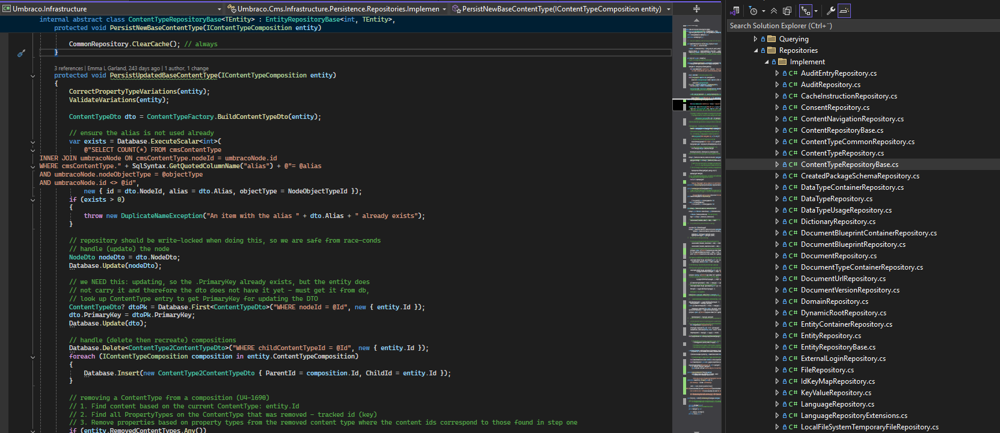 Umbraco.Infrastructure
Umbraco.Cms.Infrastructure.Persistence.Repositories.Implemen
PersistNewBaseContentType(IContentTypeComposition entity)
internal abstract class ContentTypeRepositoryBase<TEntity> : EntityRepositoryBase<int, TEntity>,
protected void PersistNewBaseContentType(IContentTypeComposition entity)
CommonRepository.ClearCache(); // always
}
3 references | Emma L Garland, 243 days ago | 1 author, 1 change
protected void PersistUpdatedBaseContentType(IContentTypeComposition entity)
{
CorrectPropertyTypeVariations(entity);
ValidateVariations(entity);
ContentTypeDto dto = ContentTypeFactory.BuildContentTypeDto(entity);
// ensure the alias is not used already
var exists = Database.ExecuteScalar<int>(
@"SELECT COUNT(*) FROM cmsContentType
INNER JOIN umbracoNode ON cmsContentType.nodeId = umbracoNode.id
WHERE cmsContentType." + SqlSyntax.GetQuotedColumnName("alias") + @"= @alias
AND umbracoNode.nodeObjectType = @objectType
AND umbracoNode.id <> @id",
new { id = dto.NodeId, alias = dto.Alias, objectType = NodeObjectTypeId });
if (exists > 0)
{
throw new DuplicateNameException("An item with the alias " + dto.Alias + " already exists");
}
// repository should be write-locked when doing this, so we are safe from race-conds
// handle (update) the node
NodeDto nodeDto = dto.NodeDto;
Database.Update(nodeDto);
// we NEED this: updating, so the .PrimaryKey already exists, but the entity does
// not carry it and therefore the dto does not have it yet - must get it from db,
// look up ContentType entry to get PrimaryKey for updating the DTO
ContentTypeDto? dtoPk = Database.First<ContentTypeDto>("WHERE nodeId = @Id", new { entity.Id });
dto.PrimaryKey = dtoPk.PrimaryKey;
Database.Update(dto);
// handle (delete then recreate) compositions
Database.Delete<ContentType2ContentTypeDto>("WHERE childContentTypeId = @Id", new { entity.Id });
foreach (IContentTypeComposition composition in entity.ContentTypeComposition)
{
Database.Insert(new ContentType2ContentTypeDto { ParentId = composition.Id, ChildId = entity.Id });
}
// removing a ContentType from a composition (U4-1690)
// 1. Find content based on the current ContentType: entity.Id
// 2. Find all PropertyTypes on the ContentType that was removed - tracked id (key)
// 3. Remove properties based on property types from the removed content type where the content ids correspond to those found in step one
if (entity.RemovedContentTypes.Any())
Search Solution Explorer (Ctrl+¨)
Querying
Repositories
Implement
C# AuditEntryRepository.cs
C# AuditRepository.cs
C# CacheInstructionRepository.cs
C# ConsentRepository.cs
C# ContentNavigationRepository.cs
C# ContentRepositoryBase.cs
C# ContentTypeCommonRepository.cs
C# ContentTypeRepository.cs
C# ContentTypeRepositoryBase.cs
C# CreatedPackageSchemaRepository.cs
C# DataTypeContainerRepository.cs
C# DataTypeRepository.cs
C# DataTypeUsageRepository.cs
C# DictionaryRepository.cs
C# DocumentBlueprintContainerRepository.cs
C# DocumentBlueprintRepository.cs
C# DocumentRepository.cs
C# DocumentTypeContainerRepository.cs
C# DocumentUrlRepository.cs
C# DocumentVersionRepository.cs
C# DomainRepository.cs
C# DynamicRootRepository.cs
C# EntityContainerRepository.cs
C# EntityRepository.cs
C# EntityRepositoryBase.cs
C# ExternalLoginRepository.cs
C# FileRepository.cs
C# IdKeyMapRepository.cs
C# KeyValueRepository.cs
C# LanguageRepository.cs
C# LanguageRepositoryExtensions.cs
C# LocalFileSystemTemporaryFileRepository.cs